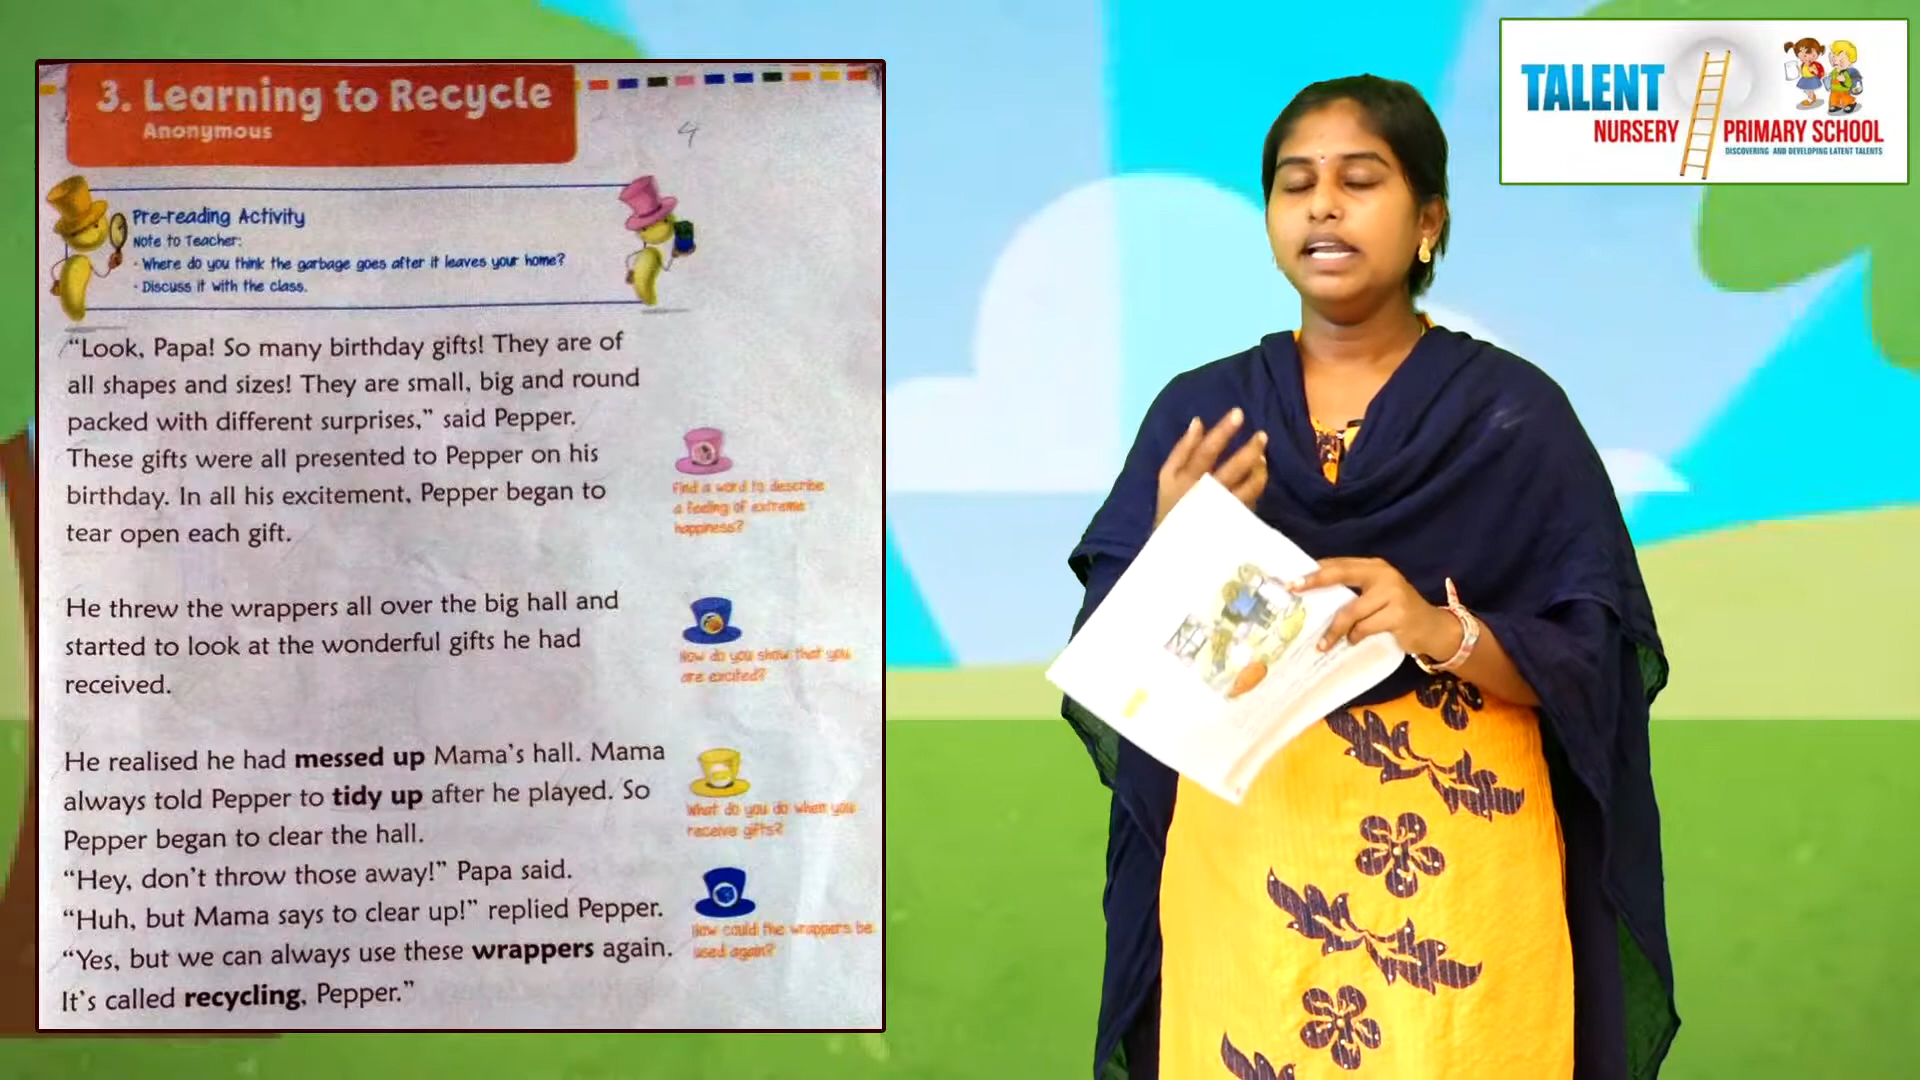 3. Learning to Recycle
Anonymous
4
Pre-reading Activity
Note to Teacher:
· Where do you think the garbage goes after it leaves your home?
· Discuss it with the class.
“Look, Papa! So many birthday gifts! They are of
all shapes and sizes! They are small, big and round
packed with different surprises,” said Pepper.
These gifts were all presented to Pepper on his
birthday. In all his excitement, Pepper began to
tear open each gift.
Find a word to describe
a feeling of extreme
happiness?
He threw the wrappers all over the big hall and
started to look at the wonderful gifts he had
received.
How do you show that you
are excited?
He realised he had messed up Mama’s hall. Mama
always told Pepper to tidy up after he played. So
Pepper began to clear the hall.
What do you do when you
receive gifts?
“Hey, don’t throw those away!” Papa said.
“Huh, but Mama says to clear up!” replied Pepper.
“Yes, but we can always use these wrappers again.
It’s called recycling, Pepper.”
How could the wrappers be
used again?
TALENT
NURSERY PRIMARY SCHOOL
DISCOVERING AND DEVELOPING LATENT TALENTS